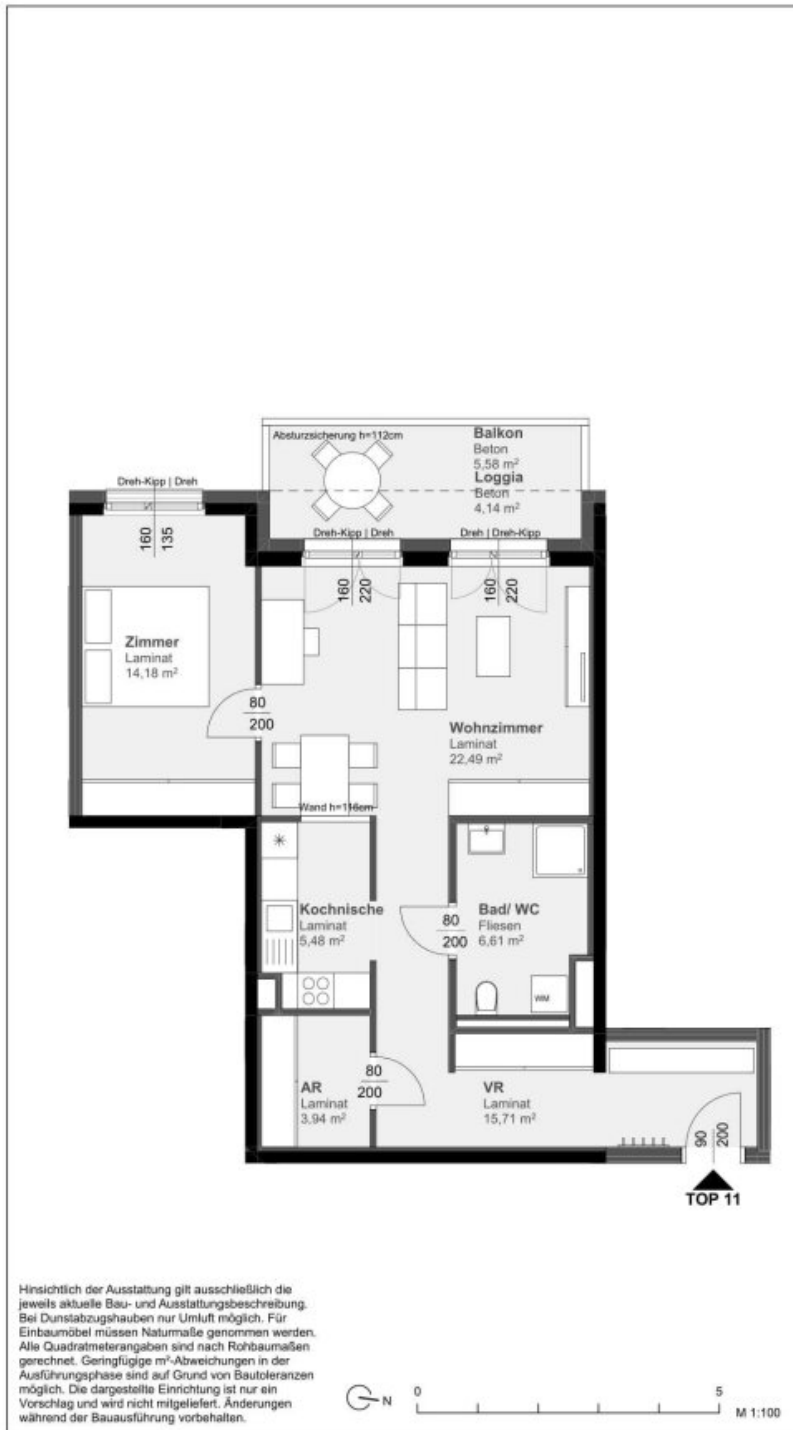 Absturzsicherung h=112cm
Balkon
Beton
5,58 m²
Loggia
Beton
4,14 m²
Dreh-Kipp | Dreh
Dreh-Kipp | Dreh
Dreh | Dreh-Kipp
160
135
160
220
160
220
Zimmer
Laminat
14,18 m²
80
200
Wohnzimmer
Laminat
22,49 m²
Wand h=116cm
Kochnische
Laminat
5,48 m²
80
200
Bad/ WC
Fliesen
6,61 m²
WM
AR
Laminat
3,94 m²
80
200
VR
Laminat
15,71 m²
90
200
TOP 11
Hinsichtlich der Ausstattung gilt ausschließlich die
jeweils aktuelle Bau- und Ausstattungsbeschreibung.
Bei Dunstabzugshauben nur Umluft möglich. Für
Einbaumöbel müssen Naturmaße genommen werden.
Alle Quadratmeterangaben sind nach Rohbaumaßen
gerechnet. Geringfügige m²-Abweichungen in der
Ausführungsphase sind auf Grund von Bautoleranzen
möglich. Die dargestellte Einrichtung ist nur ein
Vorschlag und wird nicht mitgeliefert. Änderungen
während der Bauausführung vorbehalten.
N
0 5
M 1:100